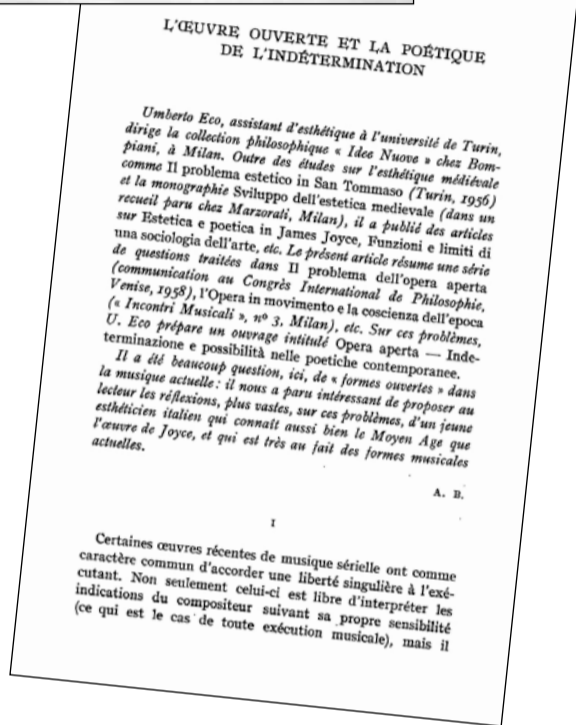 L'ŒUVRE OUVERTE ET LA POÉTIQUE
DE L'INDÉTERMINATION
Umberto Eco, assistant d'esthétique à l'université de Turin,
dirige la collection philosophique « Idee Nuove » chez Bom-
piani, à Milan. Outre des études sur l'esthétique médiévale
comme Il problema estetico in San Tommaso (Turin, 1956)
et la monographie Sviluppo dell'estetica medievale (dans un
recueil paru chez Marzorati, Milan), il a publié des articles
sur Estetica e poetica in James Joyce, Funzioni e limiti di
una sociologia dell'arte, etc. Le présent article résume une série
de questions traitées dans Il problema dell'opera aperta
(communication au Congrès International de Philosophie,
Venise, 1958), l'Opera in movimento e la coscienza dell'epoca
(« Incontri Musicali », nº 3. Milan), etc. Sur ces problèmes,
U. Eco prépare un ouvrage intitulé Opera aperta — Inde-
terminazione e possibilità nelle poetiche contemporanee.
Il a été beaucoup question, ici, de « formes ouvertes » dans
la musique actuelle : il nous a paru intéressant de proposer au
lecteur les réflexions, plus vastes, sur ces problèmes, d'un jeune
esthéticien italien qui connaît aussi bien le Moyen Age que
l'œuvre de Joyce, et qui est très au fait des formes musicales
actuelles.
A. B.
I
Certaines œuvres récentes de musique sérielle ont comme
caractère commun d'accorder une liberté singulière à l'exé-
cutant. Non seulement celui-ci est libre d'interpréter les
indications du compositeur suivant sa propre sensibilité
(ce qui est le cas de toute exécution musicale), mais il